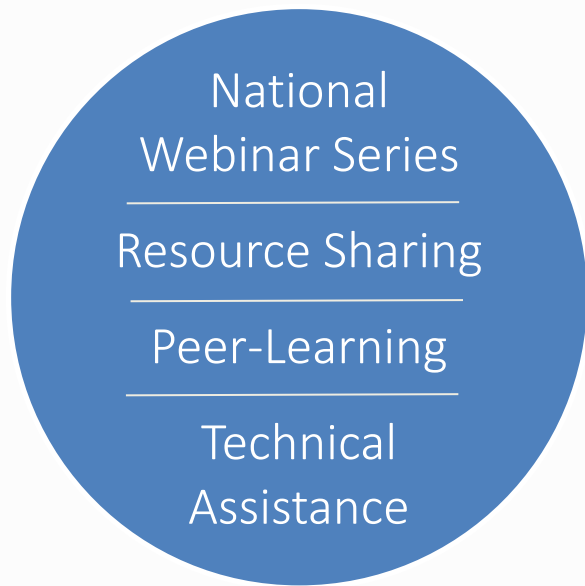 National
Webinar Series
Resource Sharing
Peer-Learning
Technical
Assistance